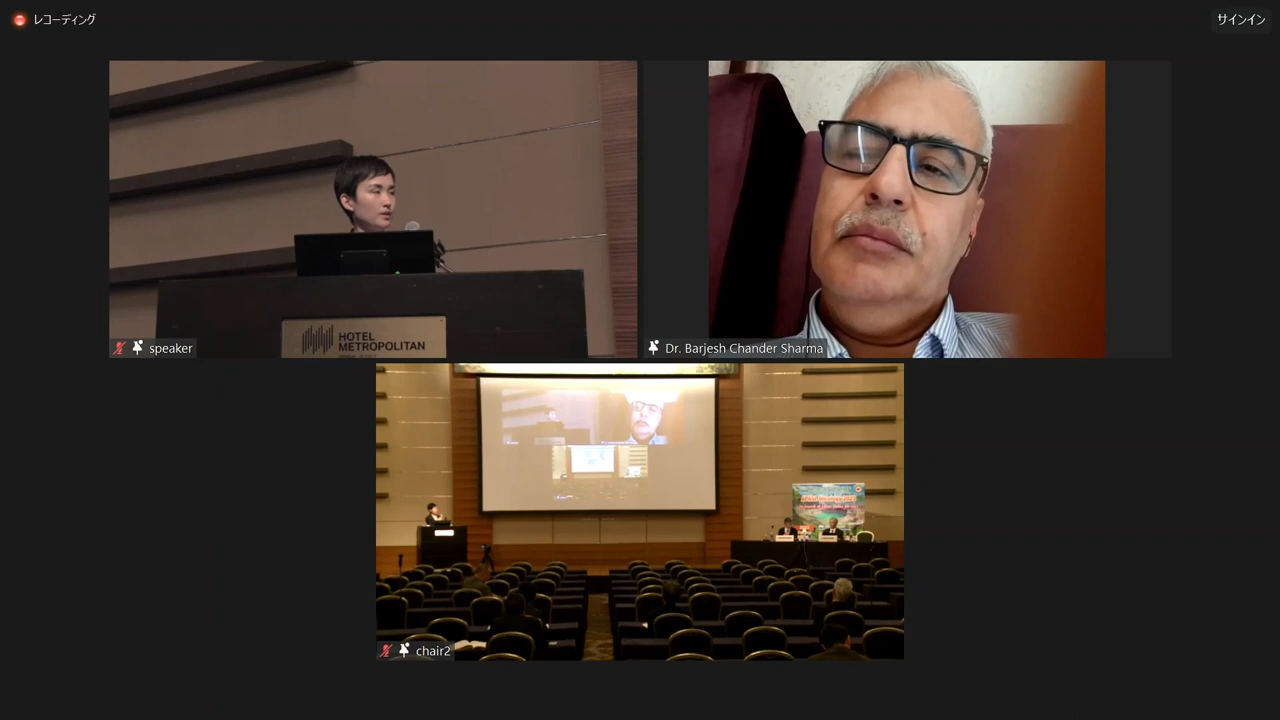 レコーディング
サインイン
HOTEL
METROPOLITAN
speaker
Dr. Barjesh Chander Sharma
chair2